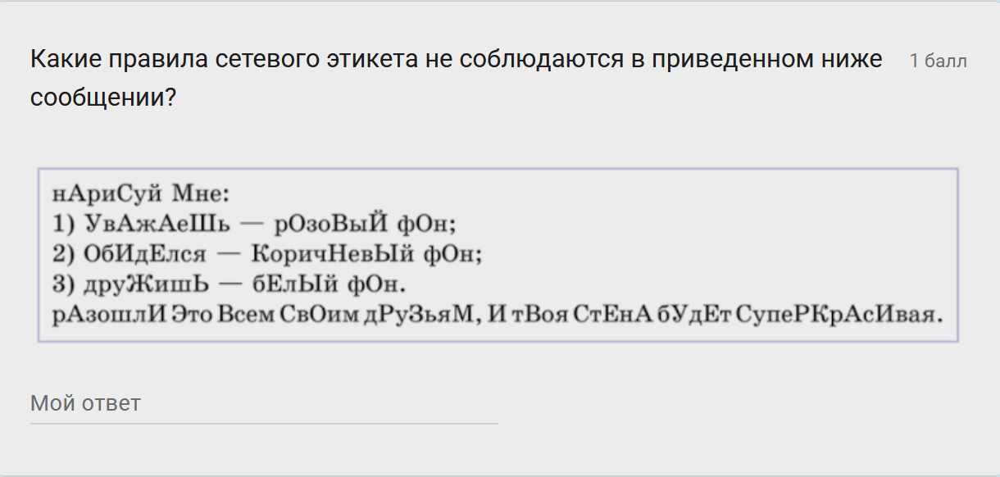 Какие правила сетевого этикета не соблюдаются в приведенном ниже 1 балл
сообщении?
нАриСуй Мне:
1) УвАжАеШь — рОзоВыЙ фОн;
2) ОбИдЕлся — КоричНевЫй фОн;
3) друЖишЬ — бЕлЫй фОн.
рАзошлИ Это Всем СвОим дРуЗьяМ, И тВоя СтЕнА бУдЕт СупеРКрАсИвая.
Мой ответ